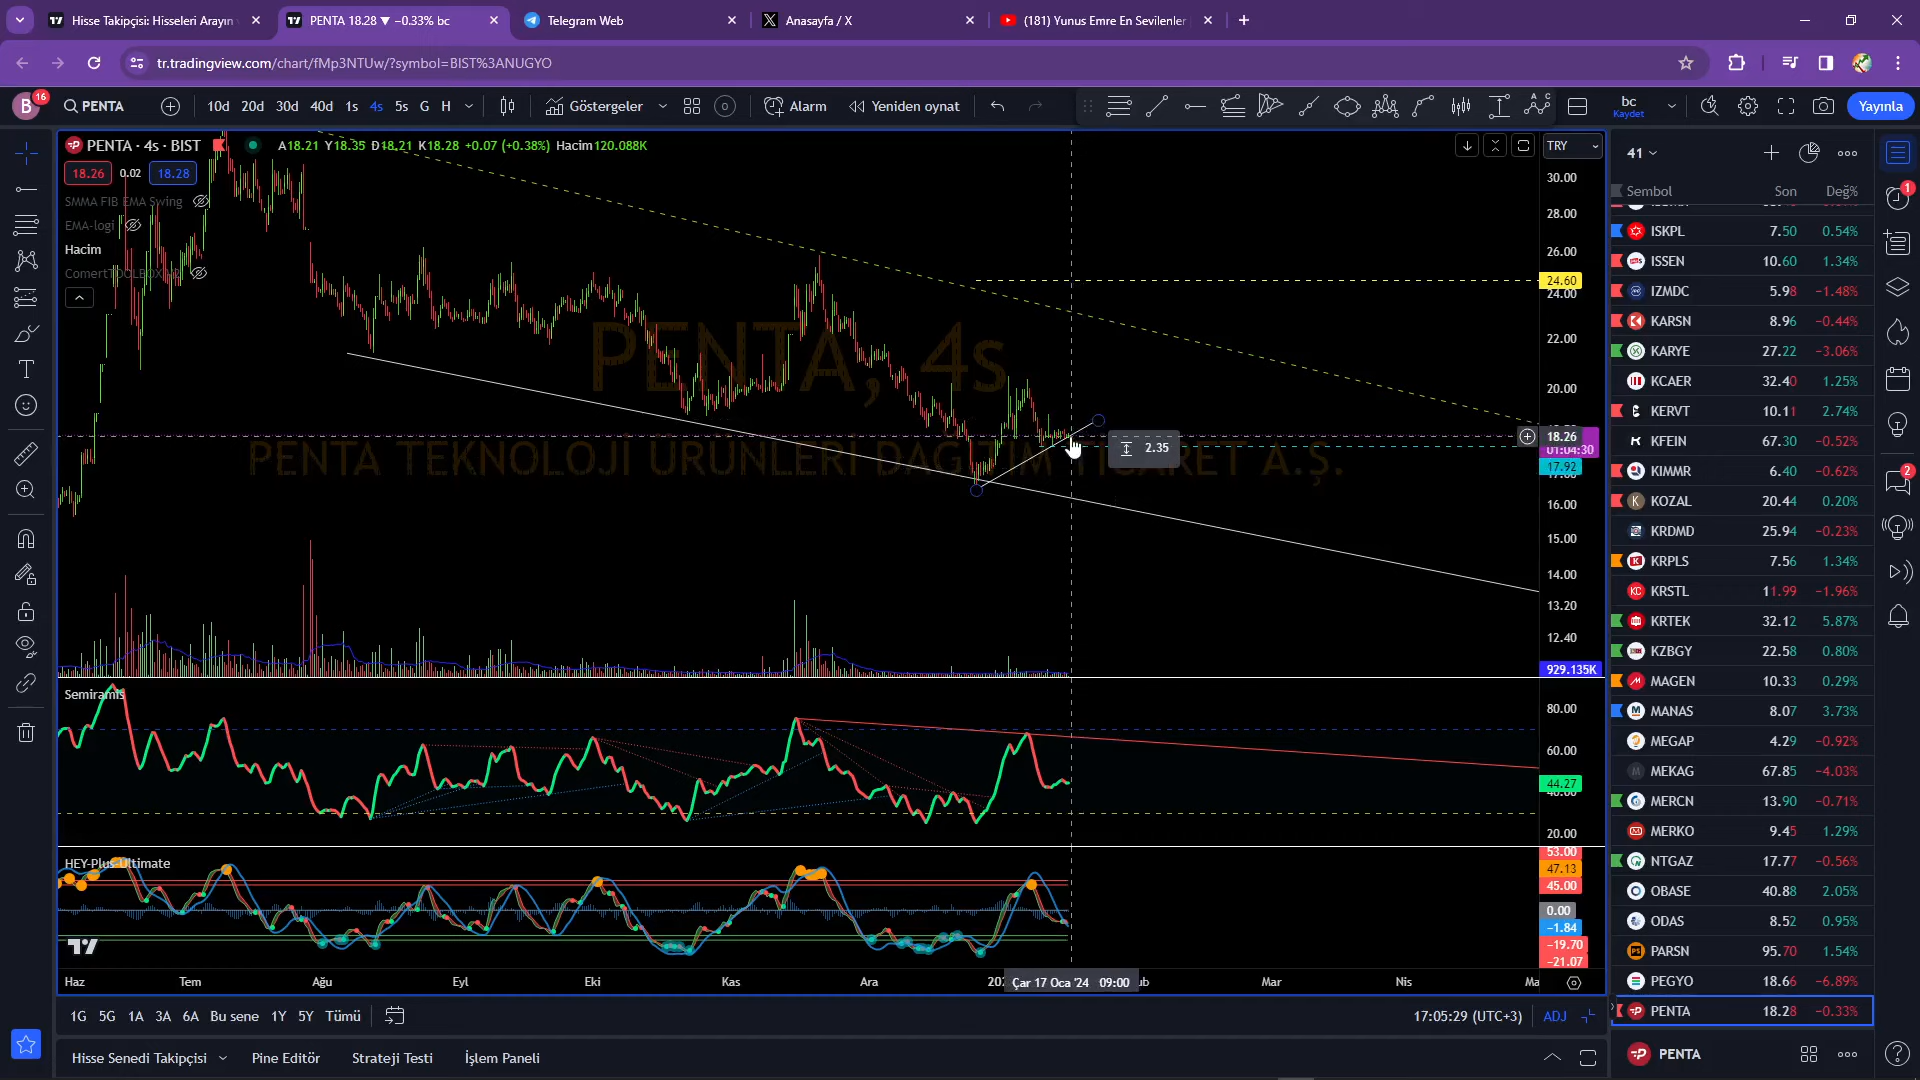 Hisse Takipçisi: Hisseleri Arayın
PENTA 18.28 ▼ −0.33% bc
Telegram Web
Anasayfa / X
(181) Yunus Emre En Sevilenler
tr.tradingview.com/chart/fMp3NTUw/?symbol=BIST%3ANUGYO
B
16
PENTA
10d 20d 30d 40d 1s 4s 5s G H
Göstergeler
Alarm
Yeniden oynat
bc
Kaydet
Yayınla
PENTA · 4s · BIST
A18.21 Y18.35 D18.21 K18.28 +0.07 (+0.38%) Hacim120.088K
18.26 0.02 18.28
SMMA FIB EMA Swing
EMA-logi
Hacim
PENTA, 4s
PENTA TEKNOLOJİ ÜRÜNLERİ DAĞITIM TİCARET A.Ş.
2.35
TRY
30.00
28.00
26.00
24.60
24.00
22.00
20.00
18.26
01:04:30
17.92
16.00
15.00
14.00
13.20
12.40
929.135K
Semiramis
80.00
60.00
44.27
40.00
20.00
HEY-Plus-Ultimate
53.00
47.13
45.00
0.00
−1.84
−19.70
−21.07
Haz Tem Ağu Eyl Eki Kas Ara Çar 17 Oca '24 09:00 Mar Nis
1G 5G 1A 3A 6A Bu sene 1Y 5Y Tümü
17:05:29 (UTC+3) ADJ
Hisse Senedi Takipçisi Pine Editör Strateji Testi İşlem Paneli
41
Sembol Son Değ%
ISKPL 7.50 0.54%
ISSEN 10.60 1.34%
IZMDC 5.98 −1.48%
KARSN 8.96 −0.44%
KARYE 27.22 −3.06%
KCAER 32.40 1.25%
KERVT 10.11 2.74%
KFEIN 67.30 −0.52%
KIMMR 6.40 −0.62%
KOZAL 20.44 0.20%
KRDMD 25.94 −0.23%
KRPLS 7.56 1.34%
KRSTL 11.99 −1.96%
KRTEK 32.12 5.87%
KZBGY 22.58 0.80%
MAGEN 10.33 0.29%
MANAS 8.07 3.73%
MEGAP 4.29 −0.92%
MEKAG 67.85 −4.03%
MERCN 13.90 −0.71%
MERKO 9.45 1.29%
NTGAZ 17.77 −0.56%
OBASE 40.88 2.05%
ODAS 8.52 0.95%
PARSN 95.70 1.54%
PEGYO 18.66 −6.89%
PENTA 18.28 −0.33%
PENTA
1
2